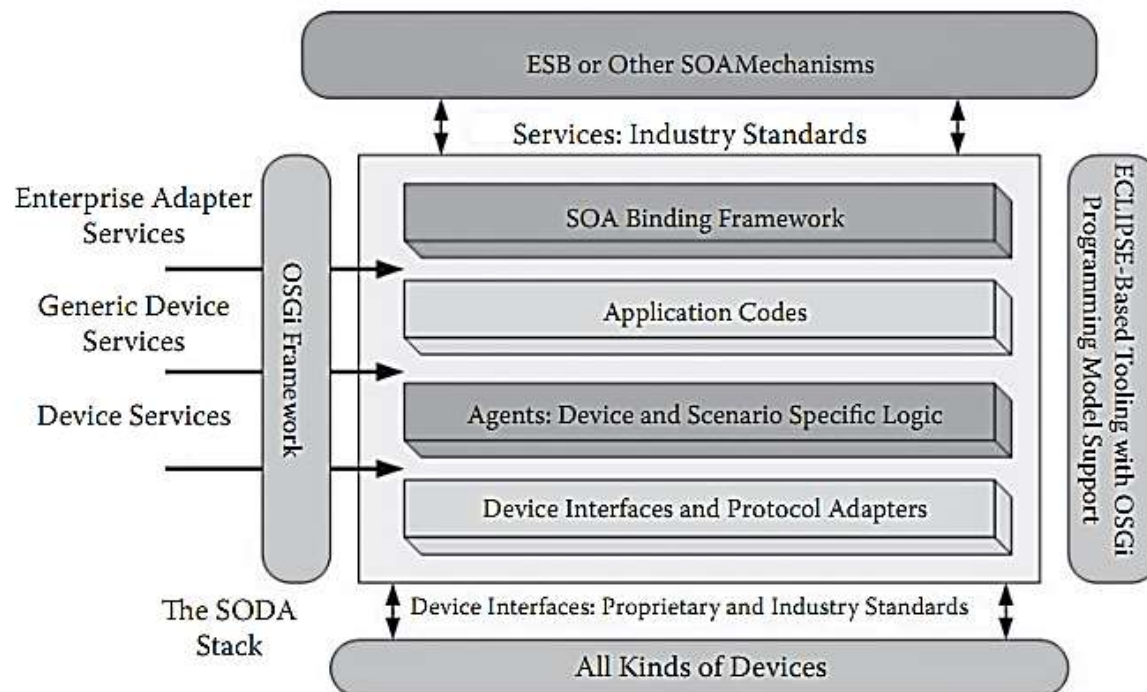 ESB or Other SOAMechanisms
Services: Industry Standards
Enterprise Adapter
Services
Generic Device
Services
Device Services
OSGi Framework
SOA Binding Framework
Application Codes
Agents: Device and Scenario Specific Logic
Device Interfaces and Protocol Adapters
ECLIPSE-Based Tooling with OSGi
Programming Model Support
The SODA
Stack
Device Interfaces: Proprietary and Industry Standards
All Kinds of Devices